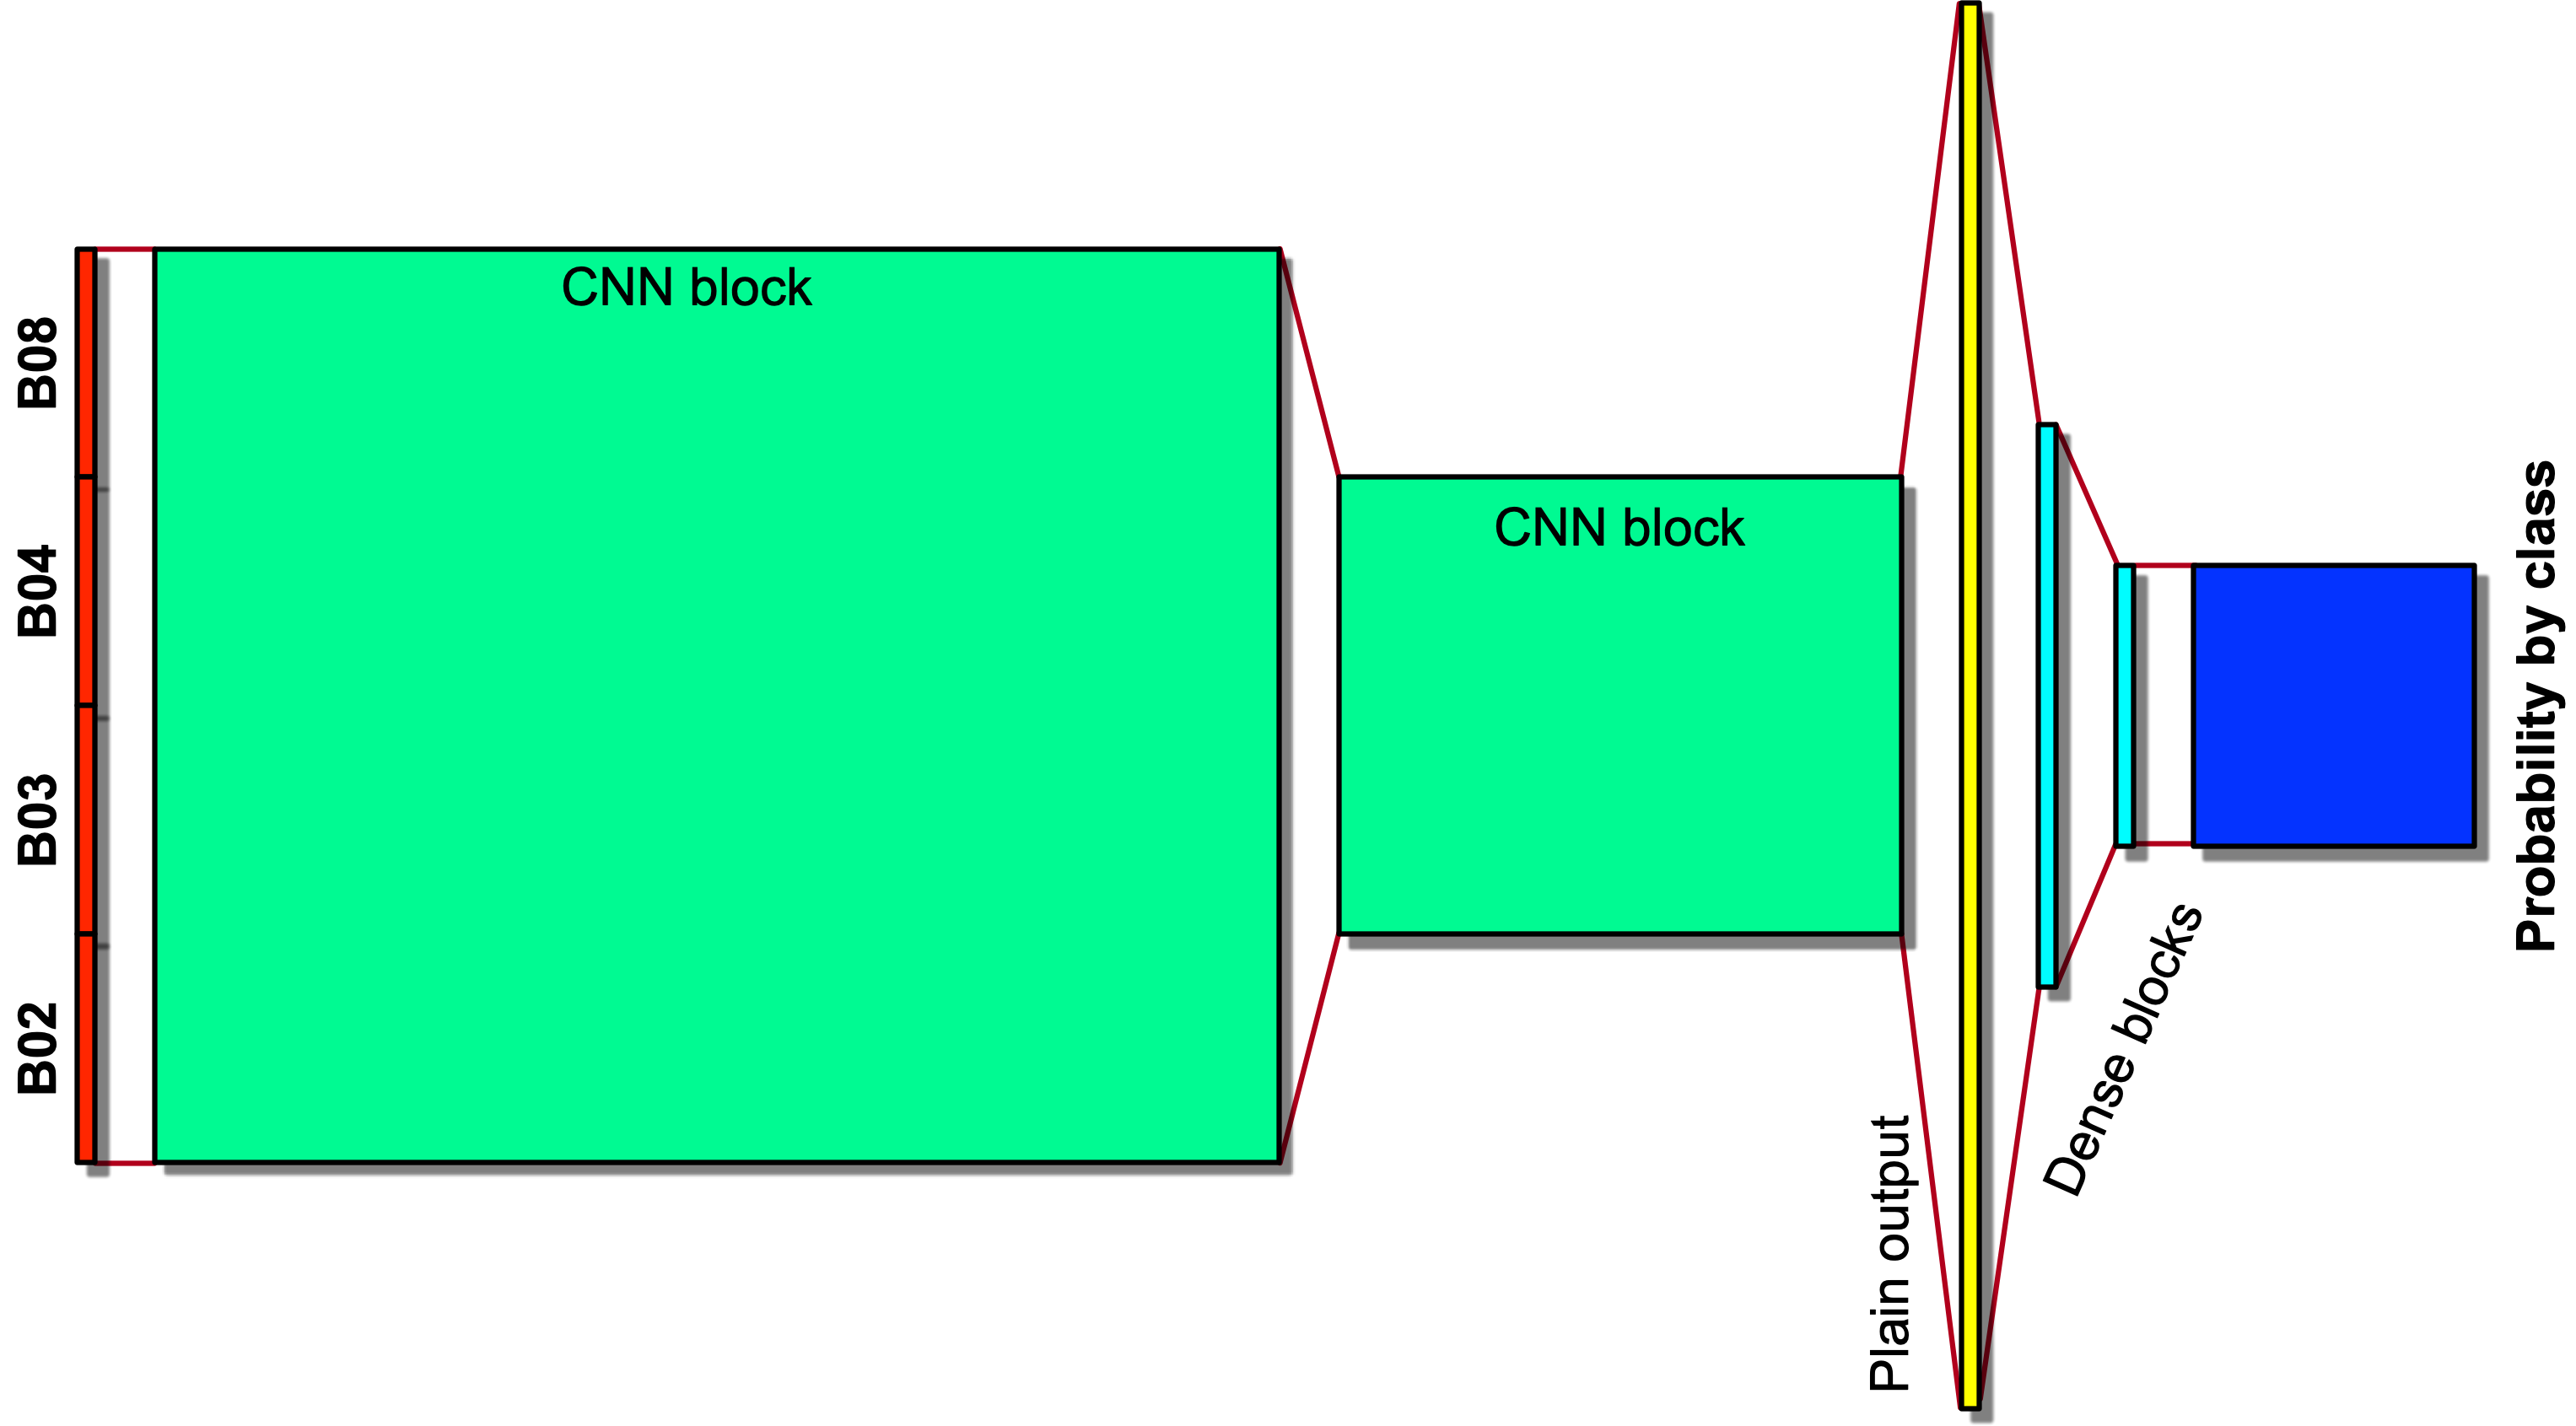 B08
B04
B03
B02
CNN block
CNN block
Plain output
Dense blocks
Probability by class